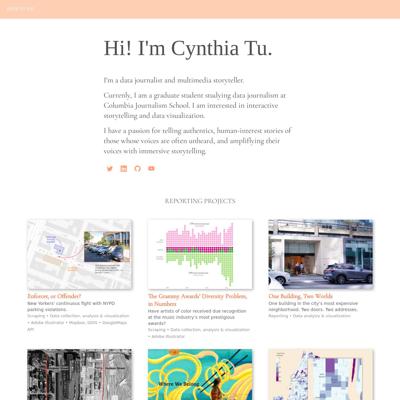 Hi! I'm Cynthia Tu.
I'm a data journalist and multimedia storyteller.
Currently, I am a graduate student studying data journalism at
Columbia Journalism School. I am interested in interactive
storytelling and data visualization.
I have a passion for telling authentics, human-interest stories of
those whose voices are often unheard, and amplifiying their
voices with immersive storytelling.
REPORTING PROJECTS
Enforcer, or Offender?
New Yorkers' continuous fight with NYPD
parking violations.
Scraping • Data collection, analysis & visualization
• Adobe Illustrator • Mapbox, QGIS • GoogleMaps
API
The Grammy Awards' Diversity Problem,
in Numbers
Have artists of color received due recognition
at the music industry's most prestigious
awards?
Scraping • Data collection, analysis & visualization
• Adobe Illustrator
One Building, Two Worlds
One building in the city's most expensive
neighborhood. Two doors. Two addresses.
Reporting • Data analysis & visualization
Where We Belong